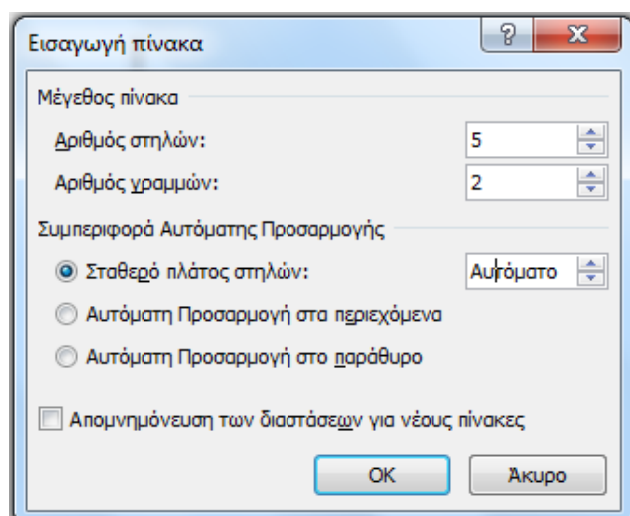 Εισαγωγή πίνακα
Μέγεθος πίνακα
Αριθμός στηλών: 5
Αριθμός γραμμών: 2
Συμπεριφορά Αυτόματης Προσαρμογής
Σταθερό πλάτος στηλών: Αυτόματο
Αυτόματη Προσαρμογή στα περιεχόμενα
Αυτόματη Προσαρμογή στο παράθυρο
Απομνημόνευση των διαστάσεων για νέους πίνακες
OK Άκυρο